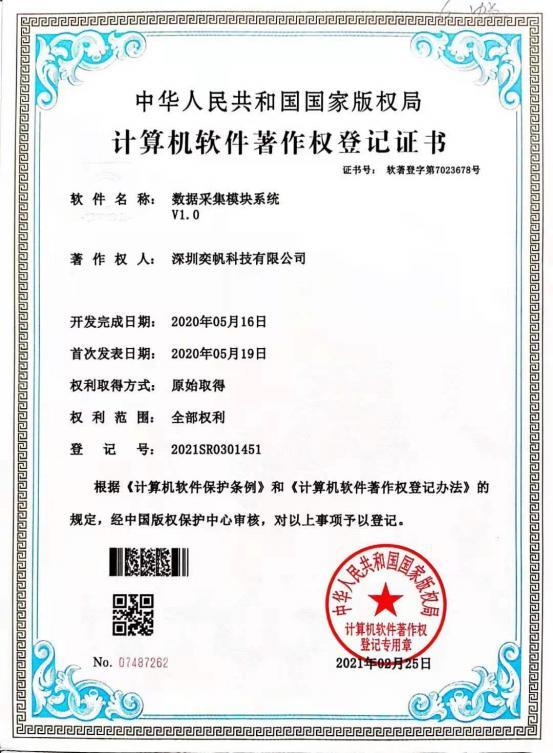 中华人民共和国国家版权局
计算机软件著作权登记证书
证书号: 软著登字第7023678号
软件名称: 数据采集模块系统
V1.0
著作权人: 深圳奕帆科技有限公司
开发完成日期: 2020年05月16日
首次发表日期: 2020年05月19日
权利取得方式: 原始取得
权利范围: 全部权利
登记号: 2021SR0301451
根据《计算机软件保护条例》和《计算机软件著作权登记办法》的
规定，经中国版权保护中心审核，对以上事项予以登记。
中华人民共和国国家版权局
计算机软件著作权
登记专用章
No. 07487262
2021年02月25日